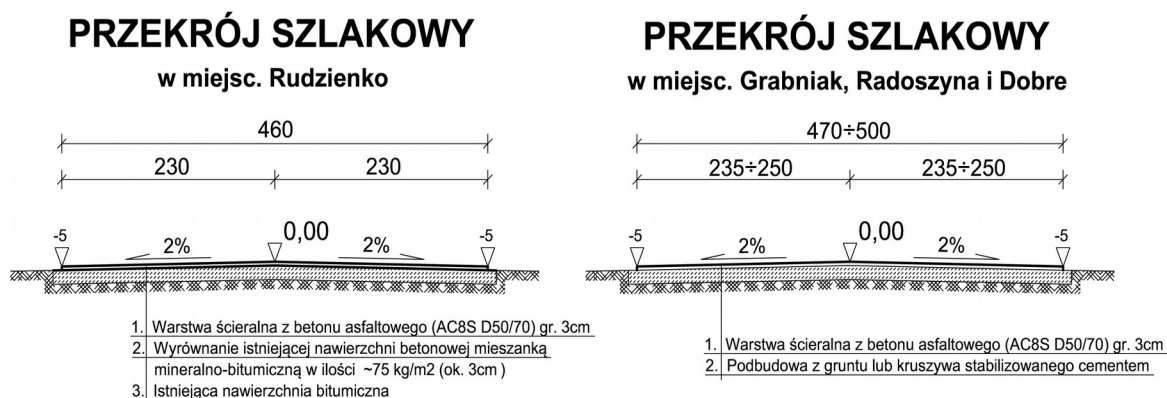 PRZEKRÓJ SZLAKOWY
w miejsc. Rudzienko
460
230 230
-5 2% 0,00 2% -5
1. Warstwa ścieralna z betonu asfaltowego (AC8S D50/70) gr. 3cm
2. Wyrównanie istniejącej nawierzchni betonowej mieszanką
mineralno-bitumiczną w ilości ~75 kg/m2 (ok. 3cm )
3. Istniejąca nawierzchnia bitumiczna
PRZEKRÓJ SZLAKOWY
w miejsc. Grabniak, Radoszyna i Dobre
470÷500
235÷250 235÷250
-5 2% 0,00 2% -5
1. Warstwa ścieralna z betonu asfaltowego (AC8S D50/70) gr. 3cm
2. Podbudowa z gruntu lub kruszywa stabilizowanego cementem